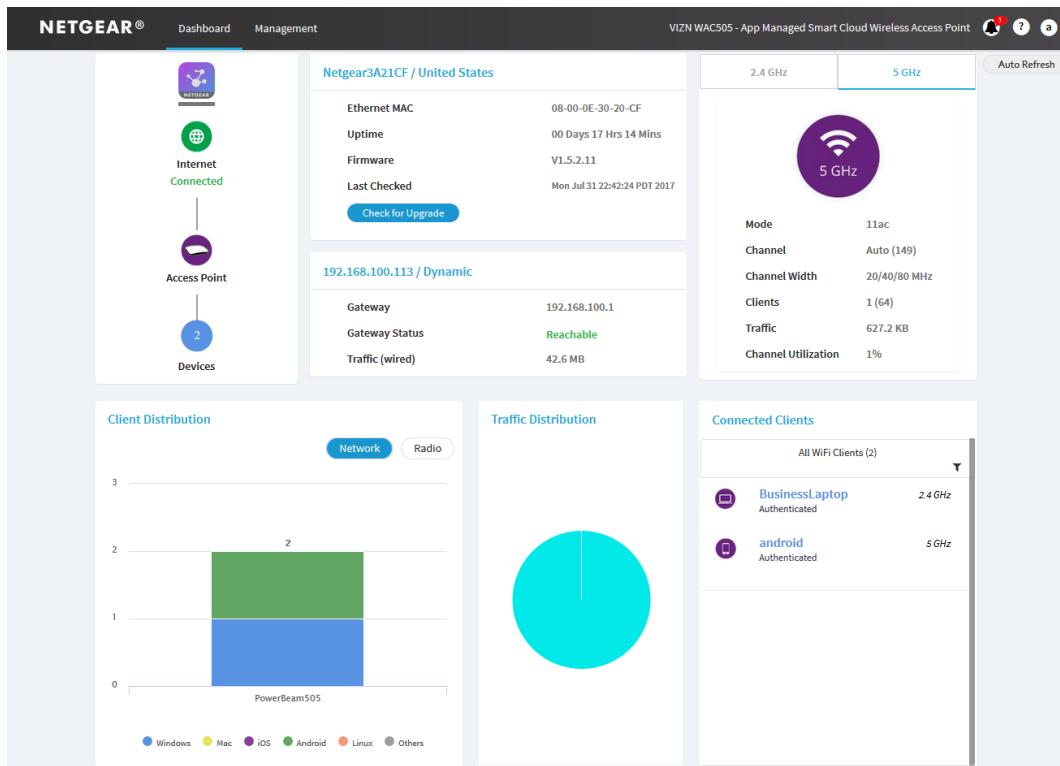 NETGEAR® Dashboard Management VIZN WAC505 - App Managed Smart Cloud Wireless Access Point 5 ? a
Auto Refresh
NETGEAR
Internet
Connected
Access Point
2
Devices
Netgear3A21CF / United States
Ethernet MAC 08-00-0E-30-20-CF
Uptime 00 Days 17 Hrs 14 Mins
Firmware V1.5.2.11
Last Checked Mon Jul 31 22:42:24 PDT 2017
Check for Upgrade
192.168.100.113 / Dynamic
Gateway 192.168.100.1
Gateway Status Reachable
Traffic (wired) 42.6 MB
2.4 GHz 5 GHz
5 GHz
Mode 11ac
Channel Auto (149)
Channel Width 20/40/80 MHz
Clients 1 (64)
Traffic 627.2 KB
Channel Utilization 1%
Client Distribution
Network Radio
3
2
1
0
2
PowerBeam505
Windows Mac iOS Android Linux Others
Traffic Distribution
Connected Clients
All WiFi Clients (2)
BusinessLaptop 2.4 GHz
Authenticated
android 5 GHz
Authenticated